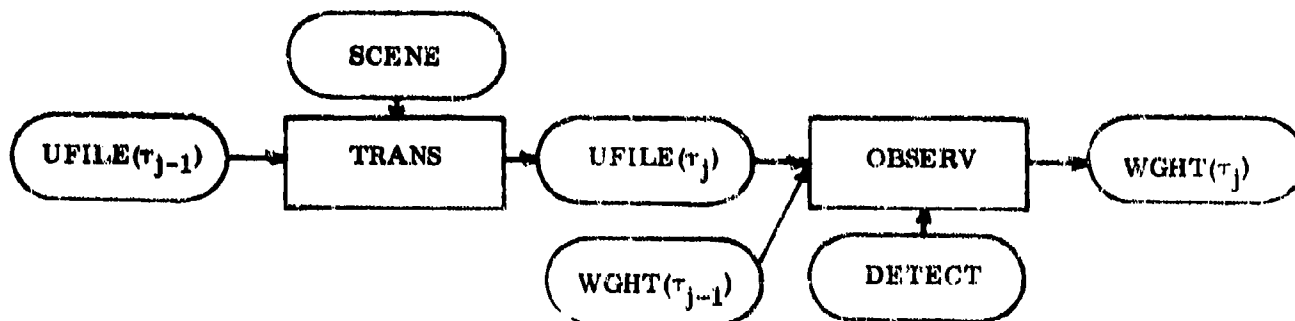 SCENE
UFILE(τj-1)
TRANS
UFILE(τj)
OBSERV
WGHT(τj)
WGHT(τj-1)
DETECT